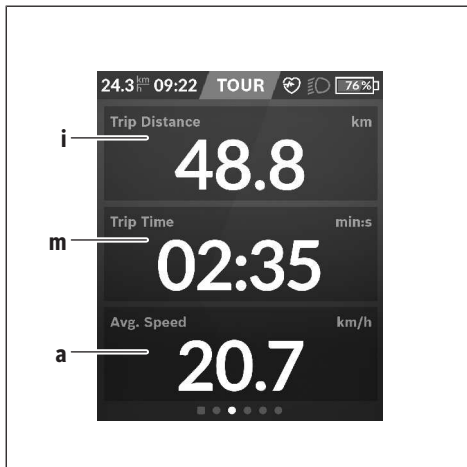 24.3 km/h 09:22 TOUR 76%
Trip Distance km
i
48.8
Trip Time min:s
m
02:35
Avg. Speed km/h
a
20.7